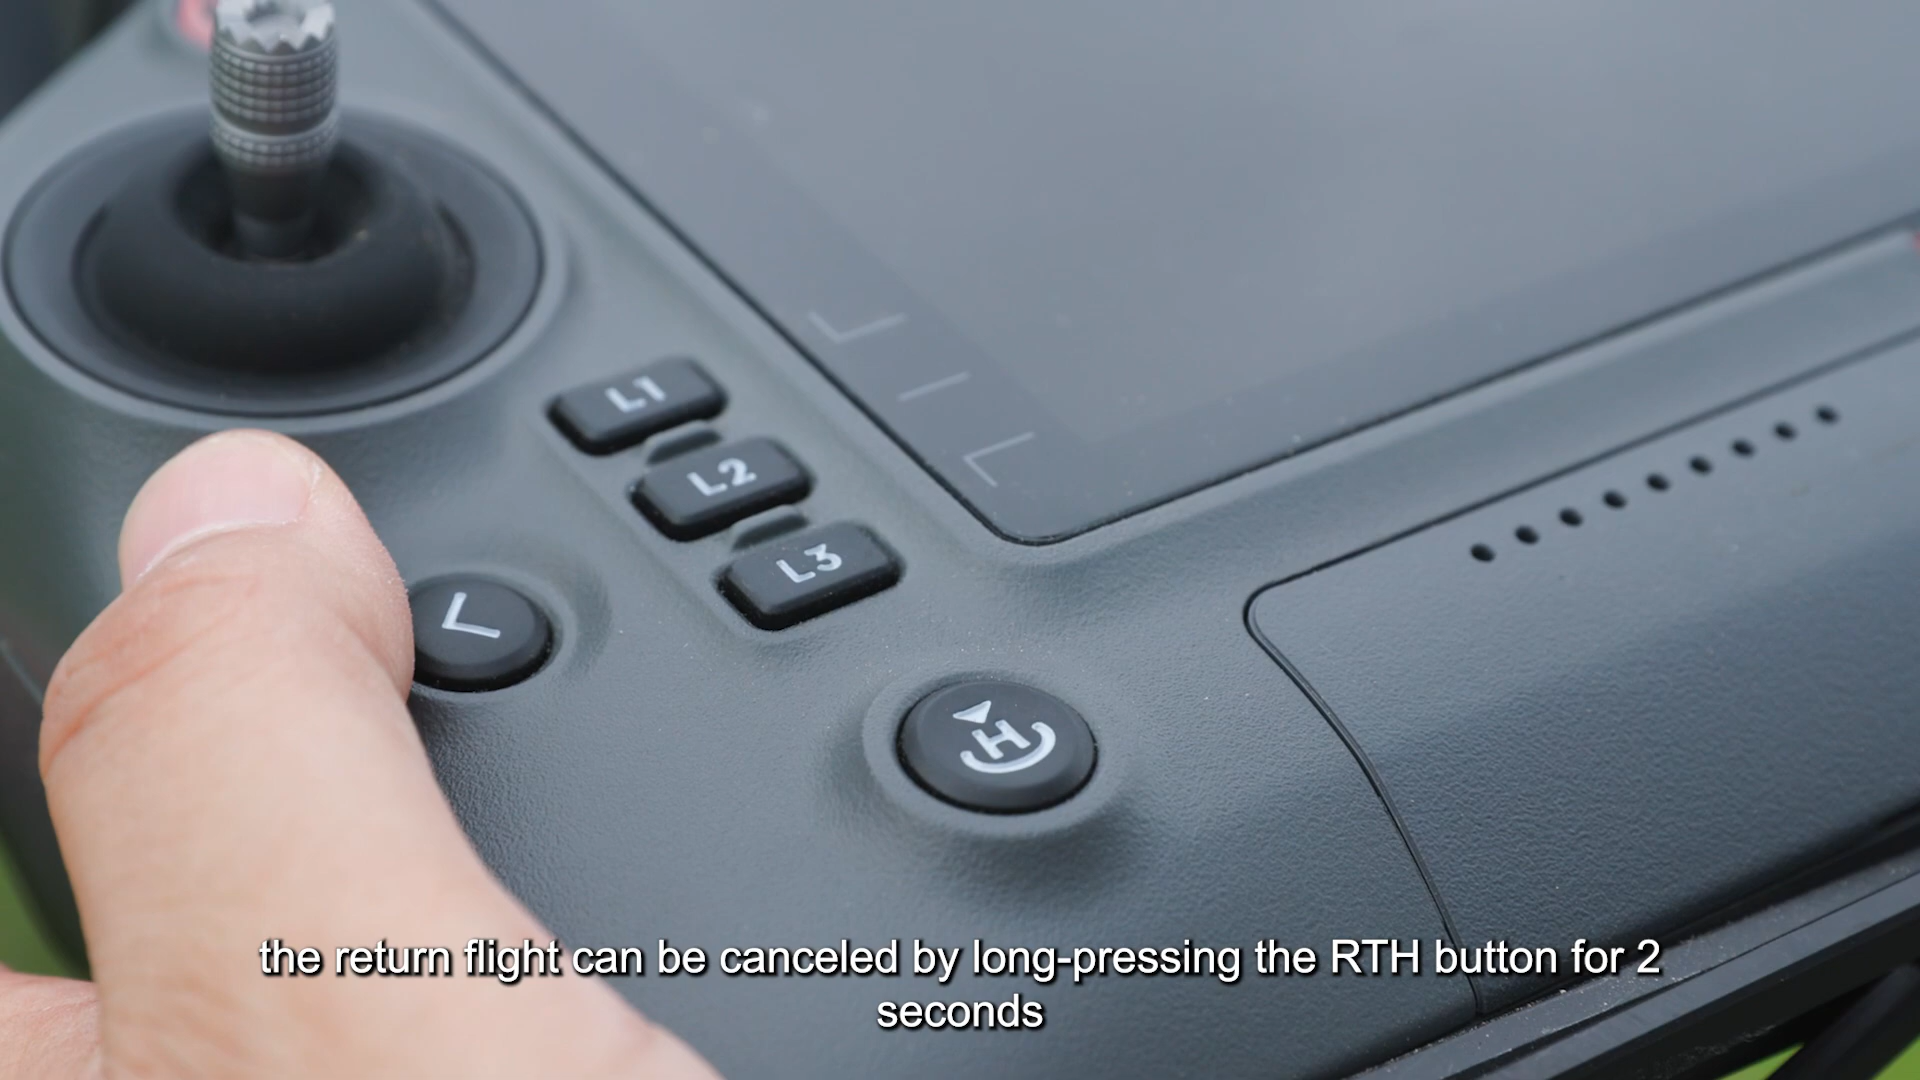 L1
L2
L3
H
the return flight can be canceled by long-pressing the RTH button for 2
seconds